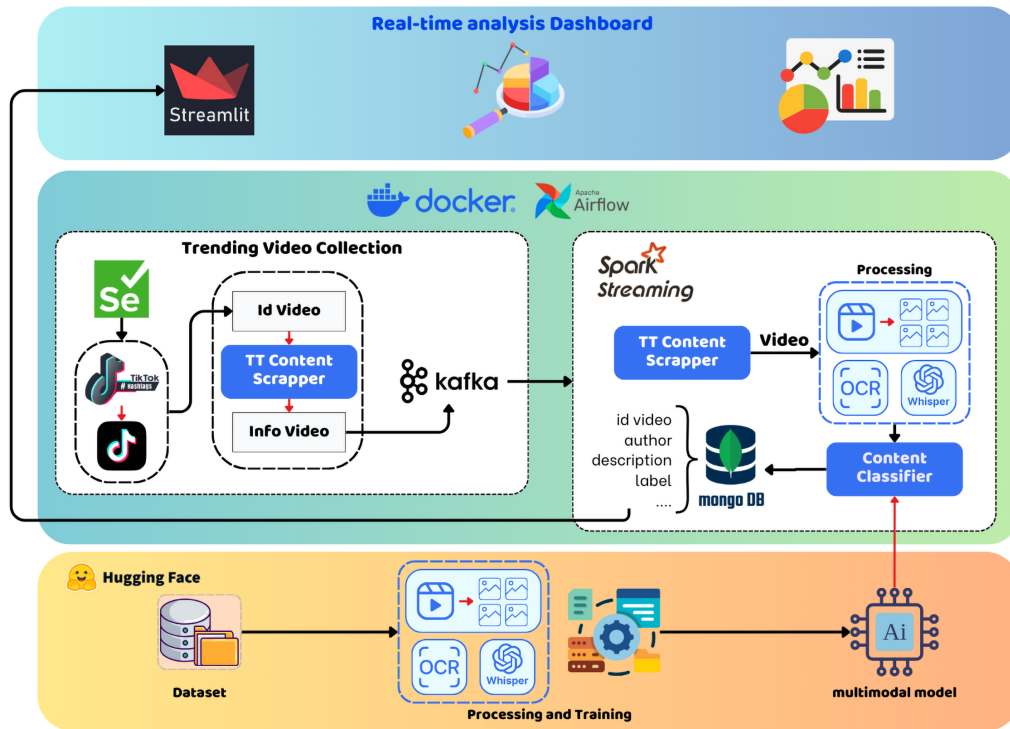 Real-time analysis Dashboard
Streamlit
docker
Apache
Airflow
Trending Video Collection
Se
TikTok
# Hashtags
Id Video
TT Content
Scrapper
Info Video
kafka
Spark
Streaming
TT Content
Scrapper
Video
Processing
OCR
Whisper
Content
Classifier
mongo DB
id video
author
description
label
....
Hugging Face
Dataset
OCR
Whisper
Processing and Training
Ai
multimodal model